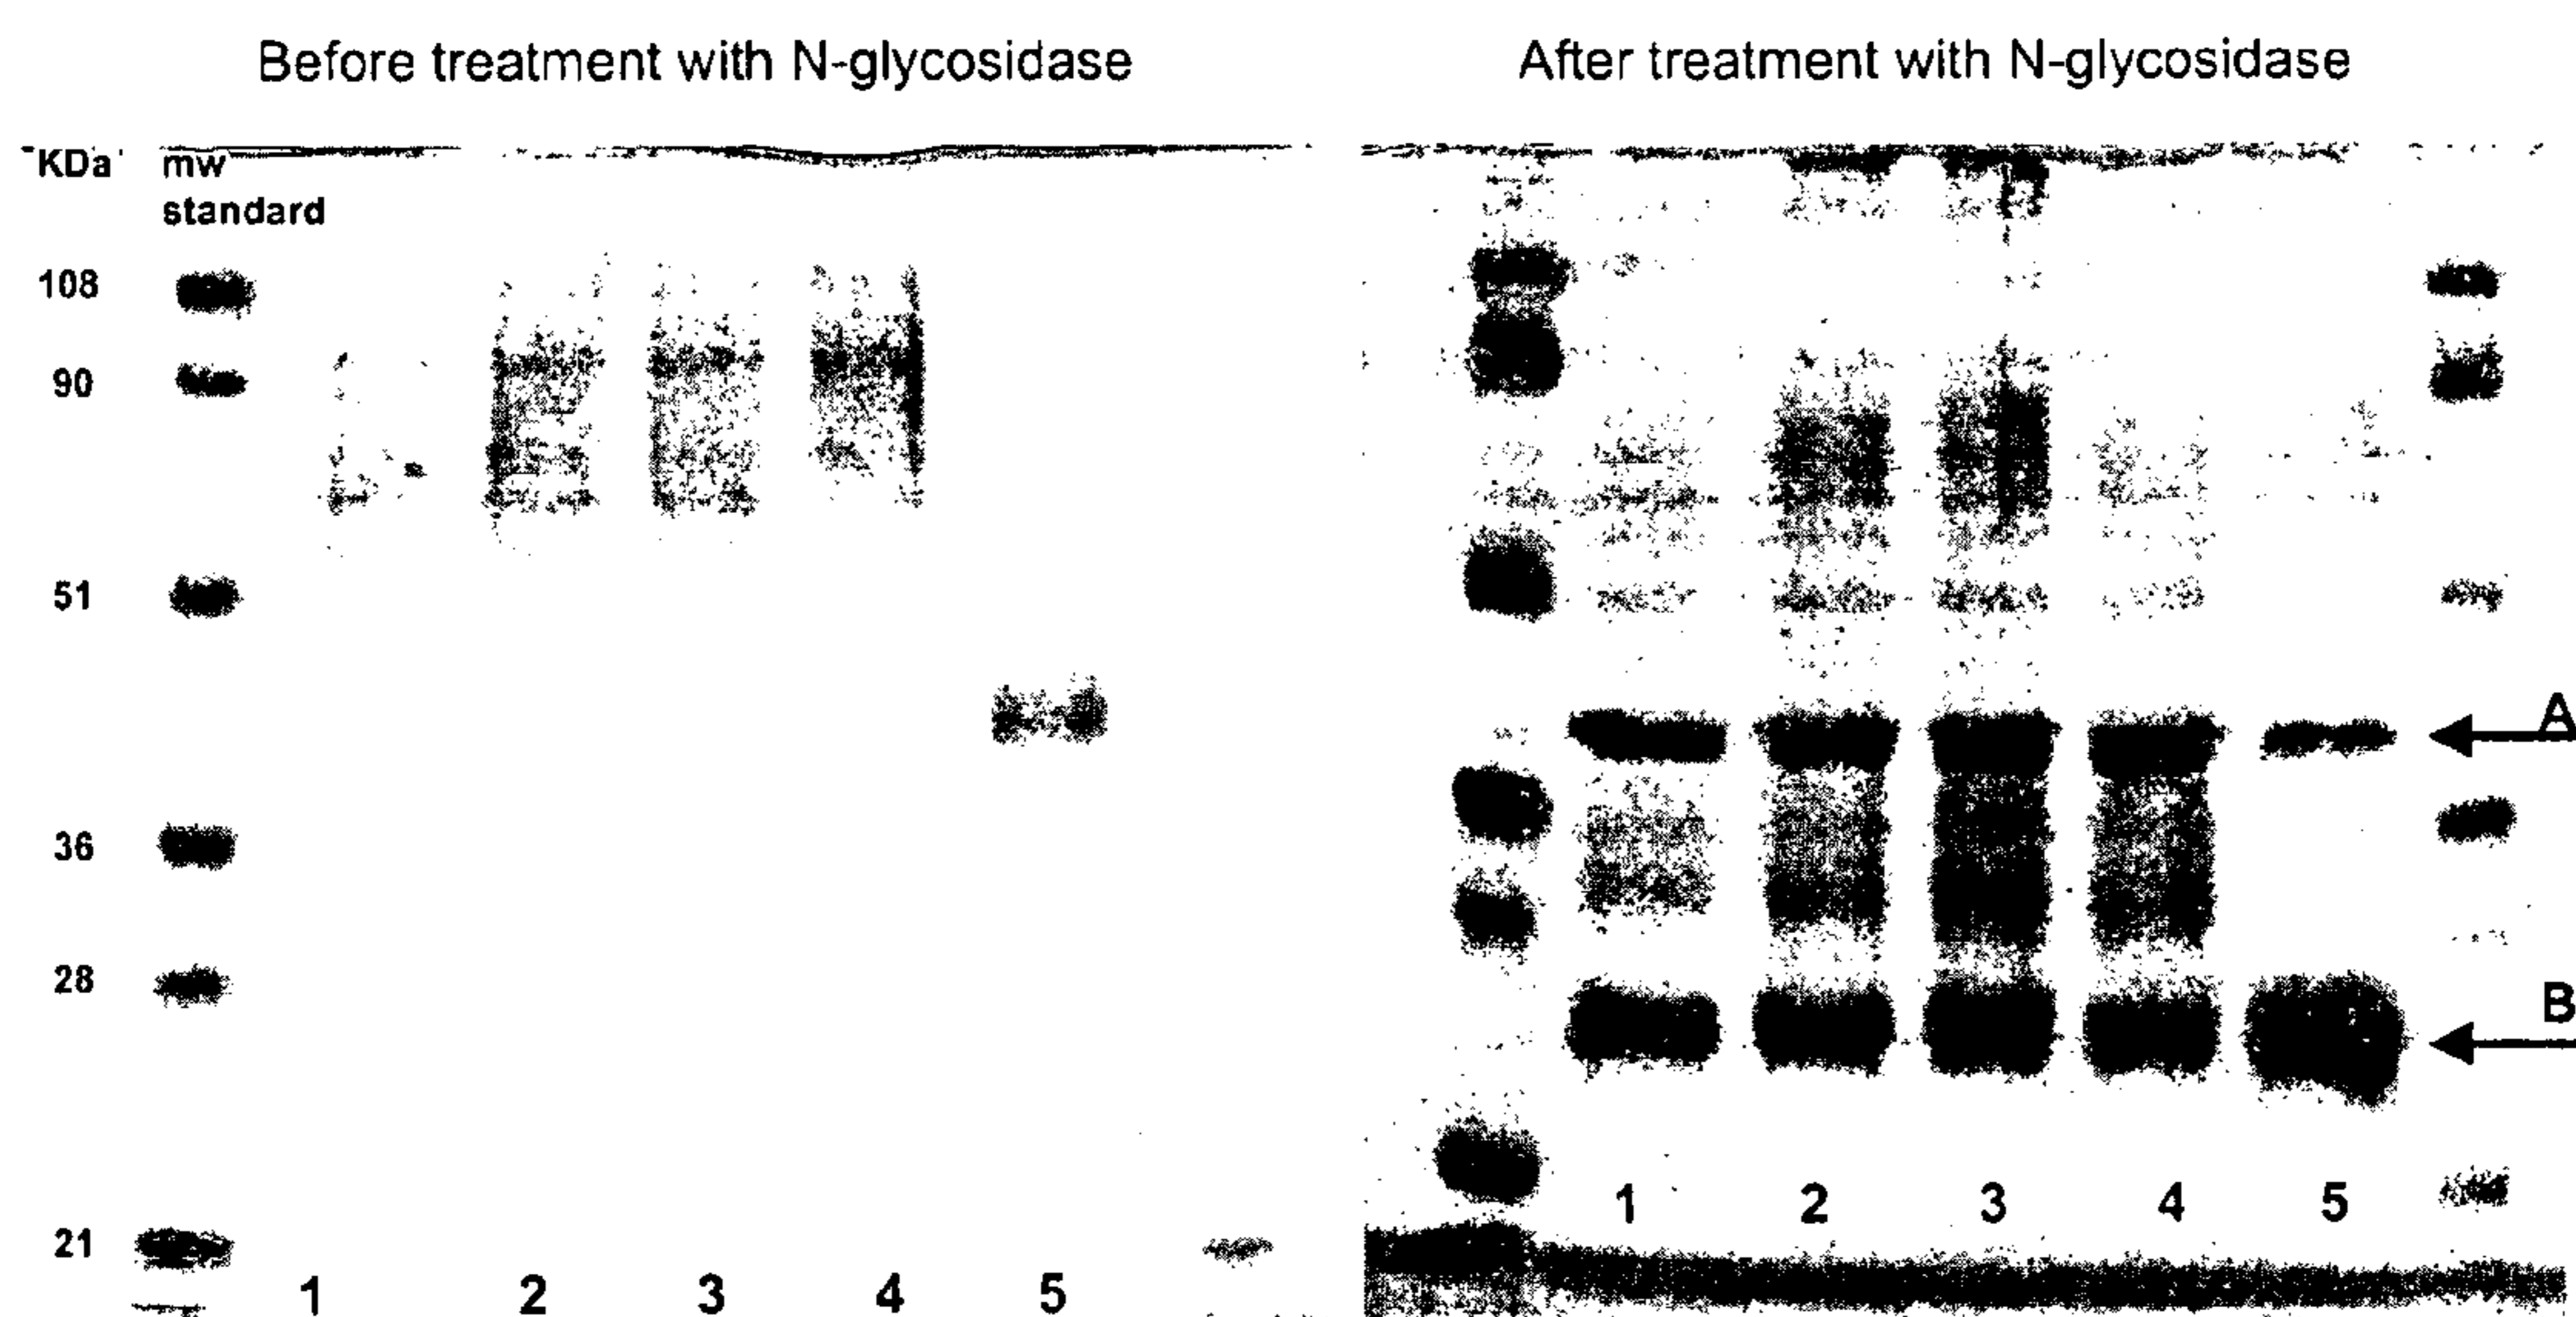 Before treatment with N-glycosidase
After treatment with N-glycosidase
KDa
mw
standard
108
90
51
36
28
21
1 2 3 4 5
A
B
1 2 3 4 5